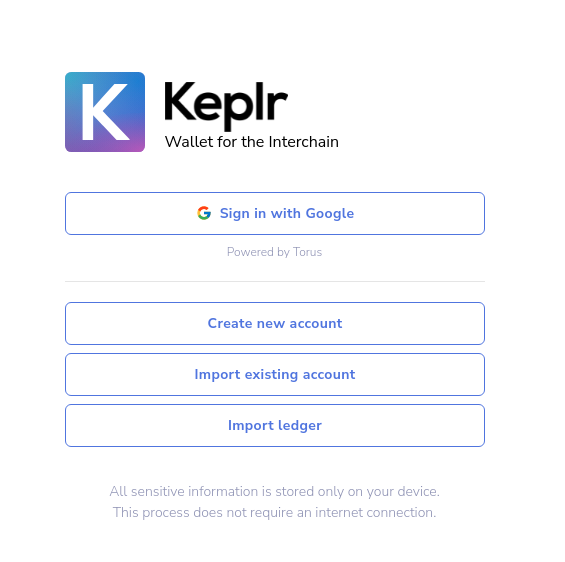 K
Keplr
Wallet for the Interchain
Sign in with Google
Powered by Torus
Create new account
Import existing account
Import ledger
All sensitive information is stored only on your device.
This process does not require an internet connection.